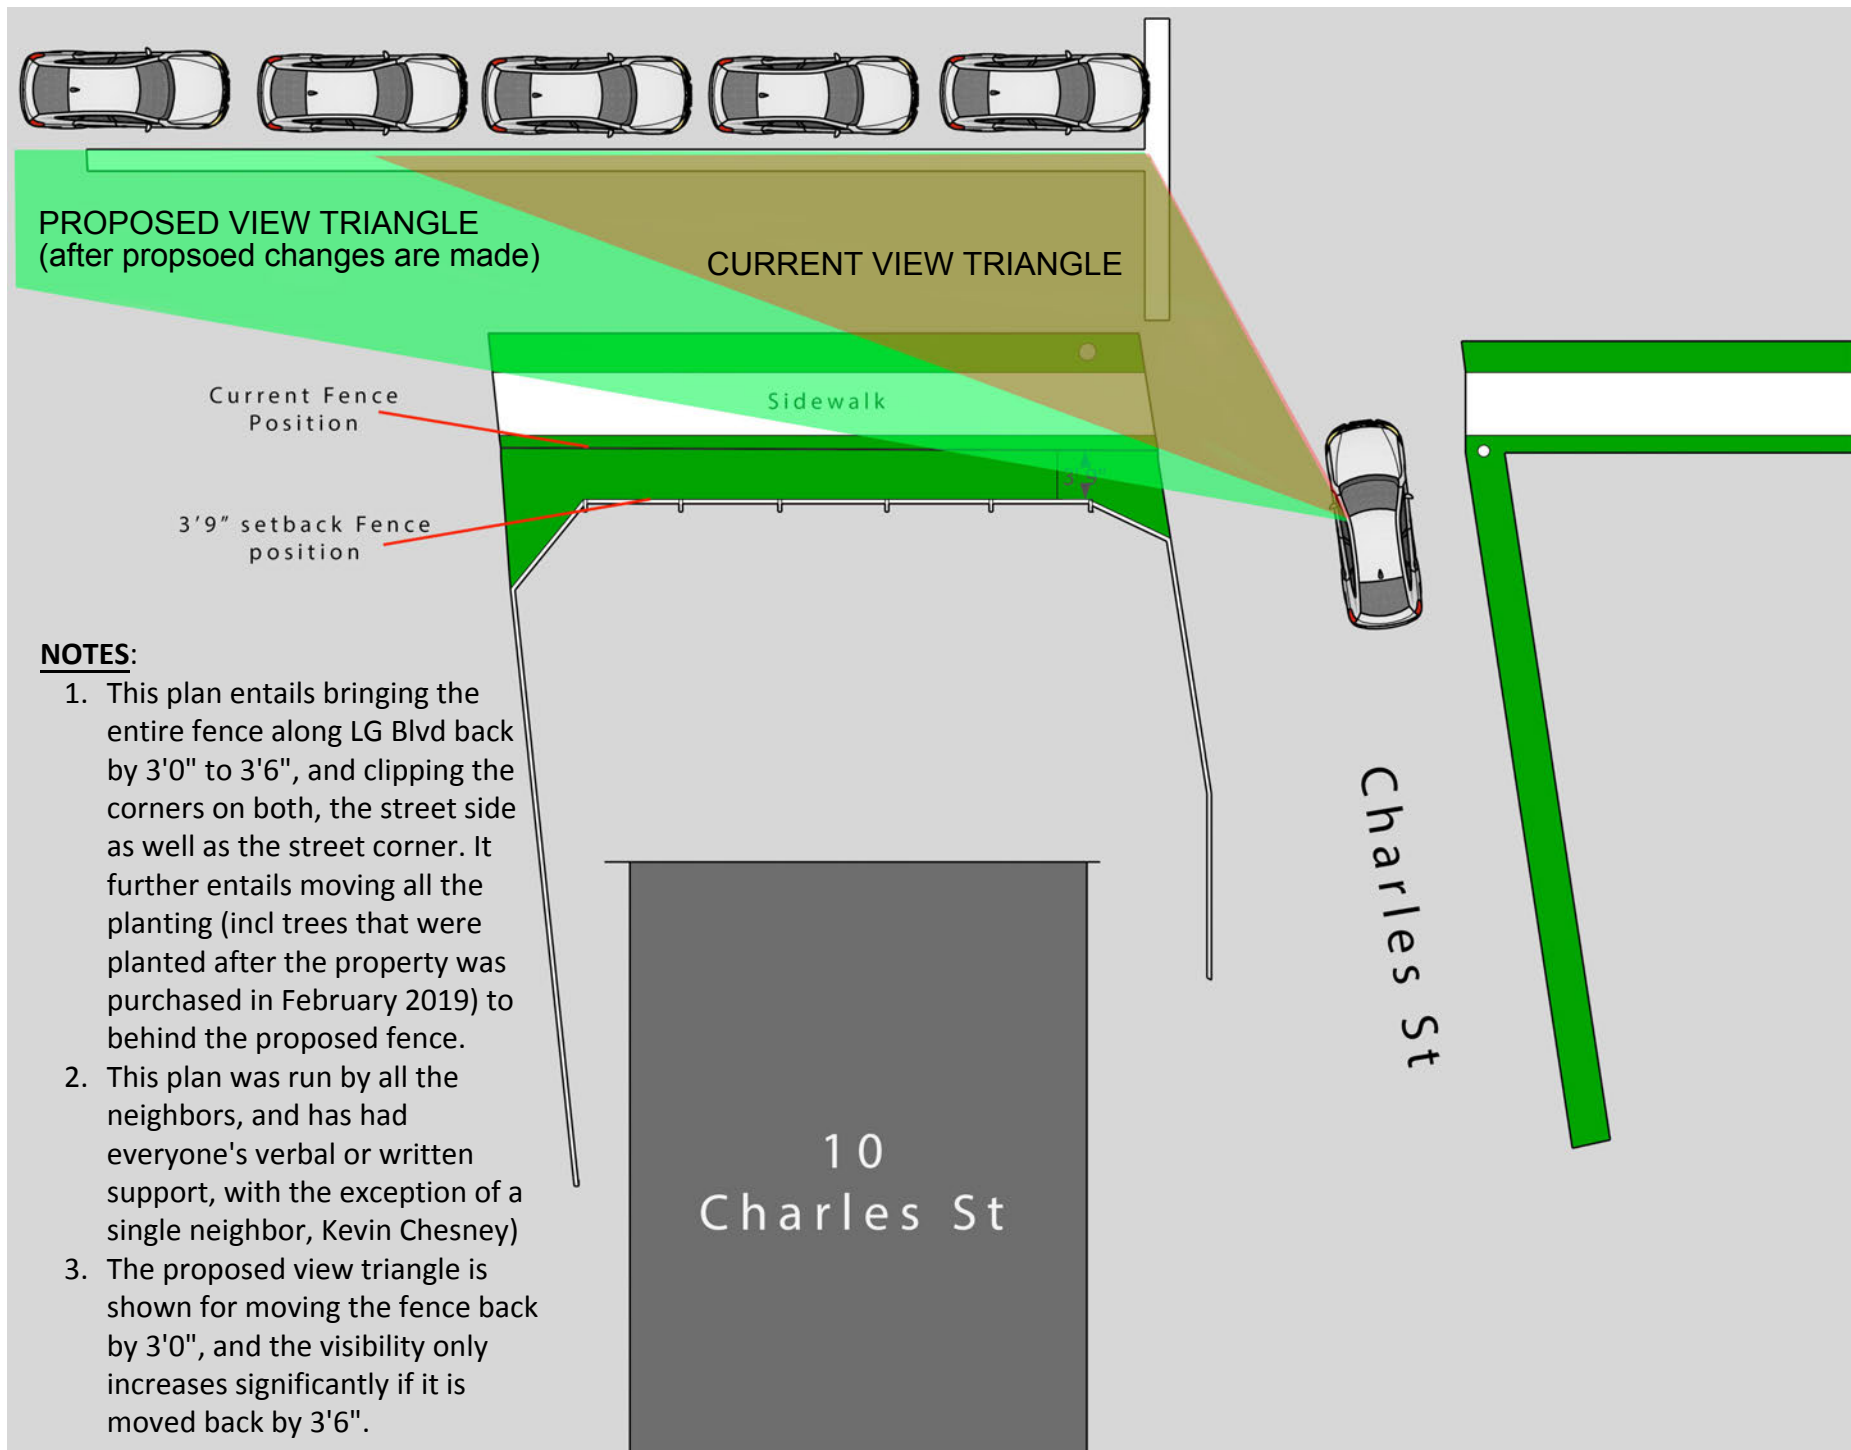 PROPOSED VIEW TRIANGLE
(after propsoed changes are made)
CURRENT VIEW TRIANGLE
Current Fence
Position
Sidewalk
3'9"
3'9" setback Fence
position
NOTES:
1. This plan entails bringing the
entire fence along LG Blvd back
by 3'0" to 3'6", and clipping the
corners on both, the street side
as well as the street corner. It
further entails moving all the
planting (incl trees that were
planted after the property was
purchased in February 2019) to
behind the proposed fence.
2. This plan was run by all the
neighbors, and has had
everyone's verbal or written
support, with the exception of a
single neighbor, Kevin Chesney)
3. The proposed view triangle is
shown for moving the fence back
by 3'0", and the visibility only
increases significantly if it is
moved back by 3'6".
10
Charles St
Charles St